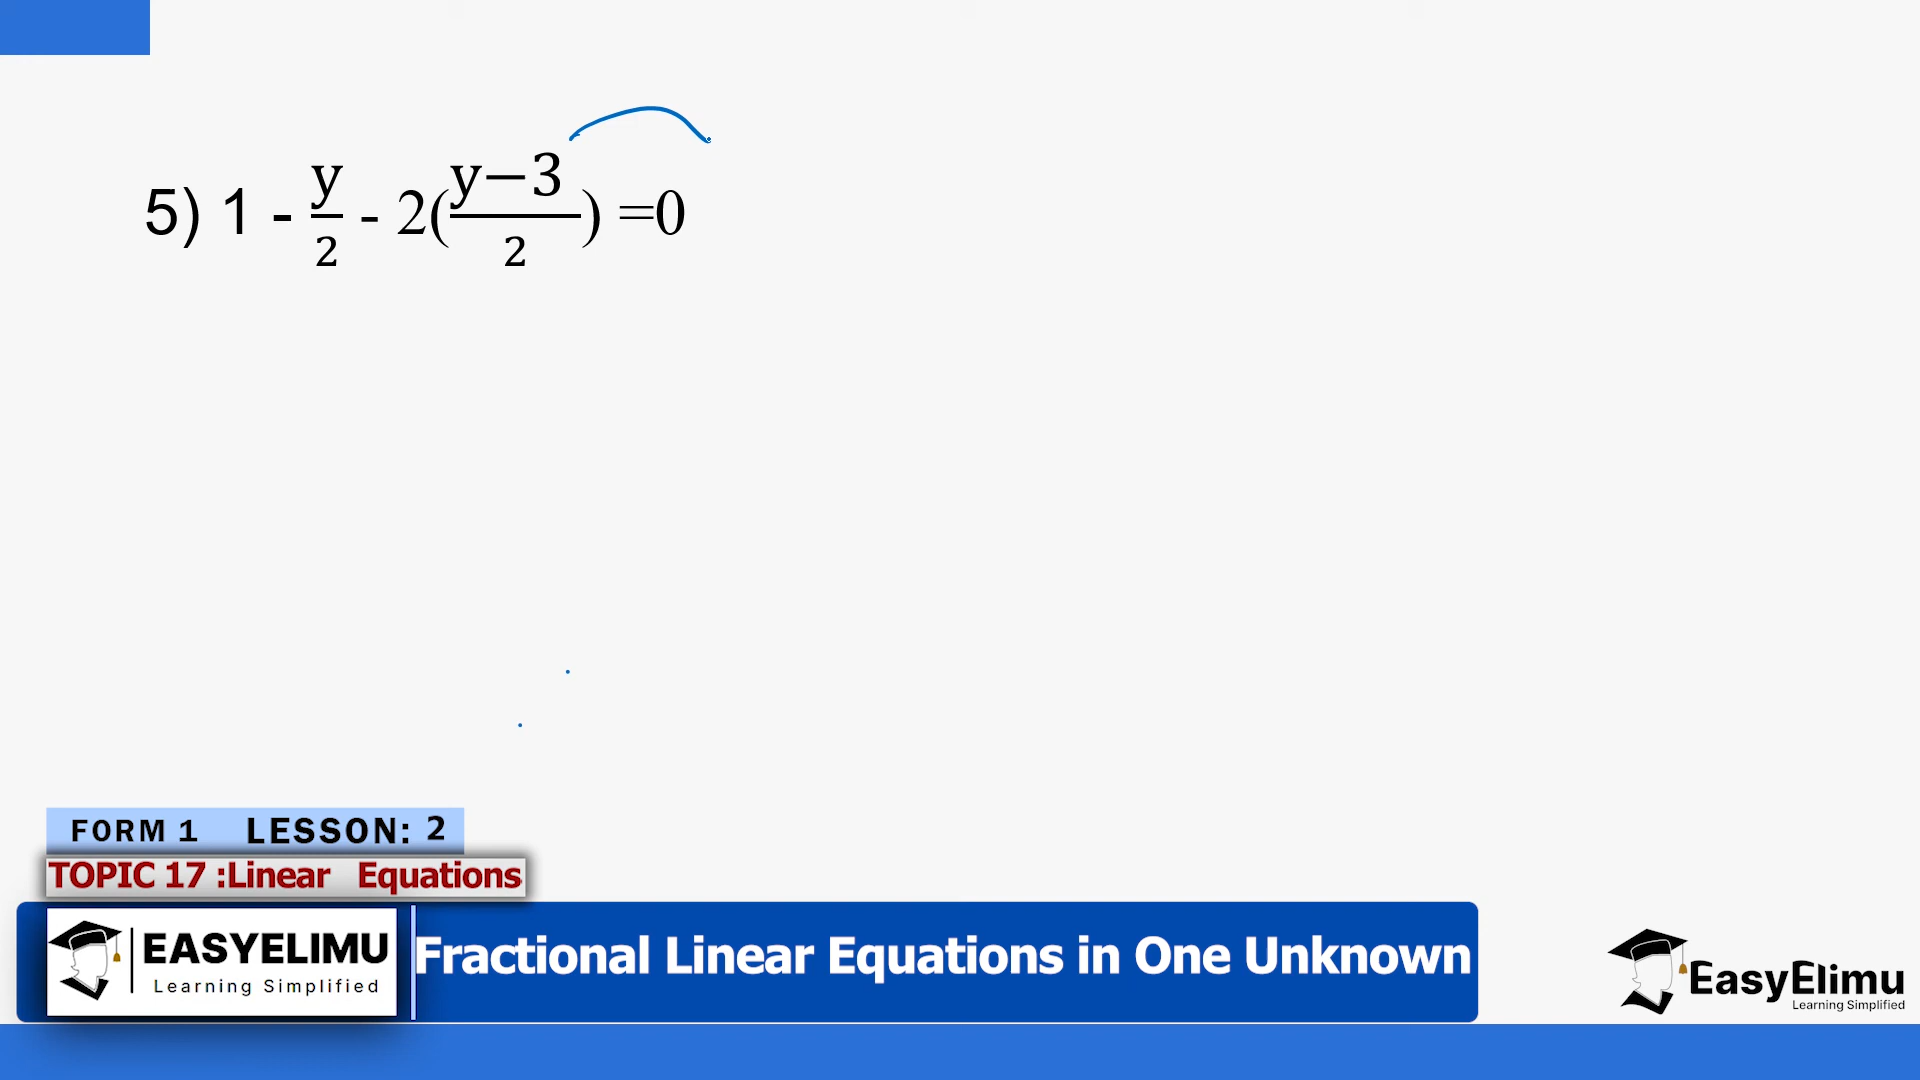 5) 1 - y/2 - 2(y−3/2) =0
FORM 1 LESSON: 2
TOPIC 17 :Linear Equations
EASYELIMU
Learning Simplified
Fractional Linear Equations in One Unknown
EasyElimu
Learning Simplified